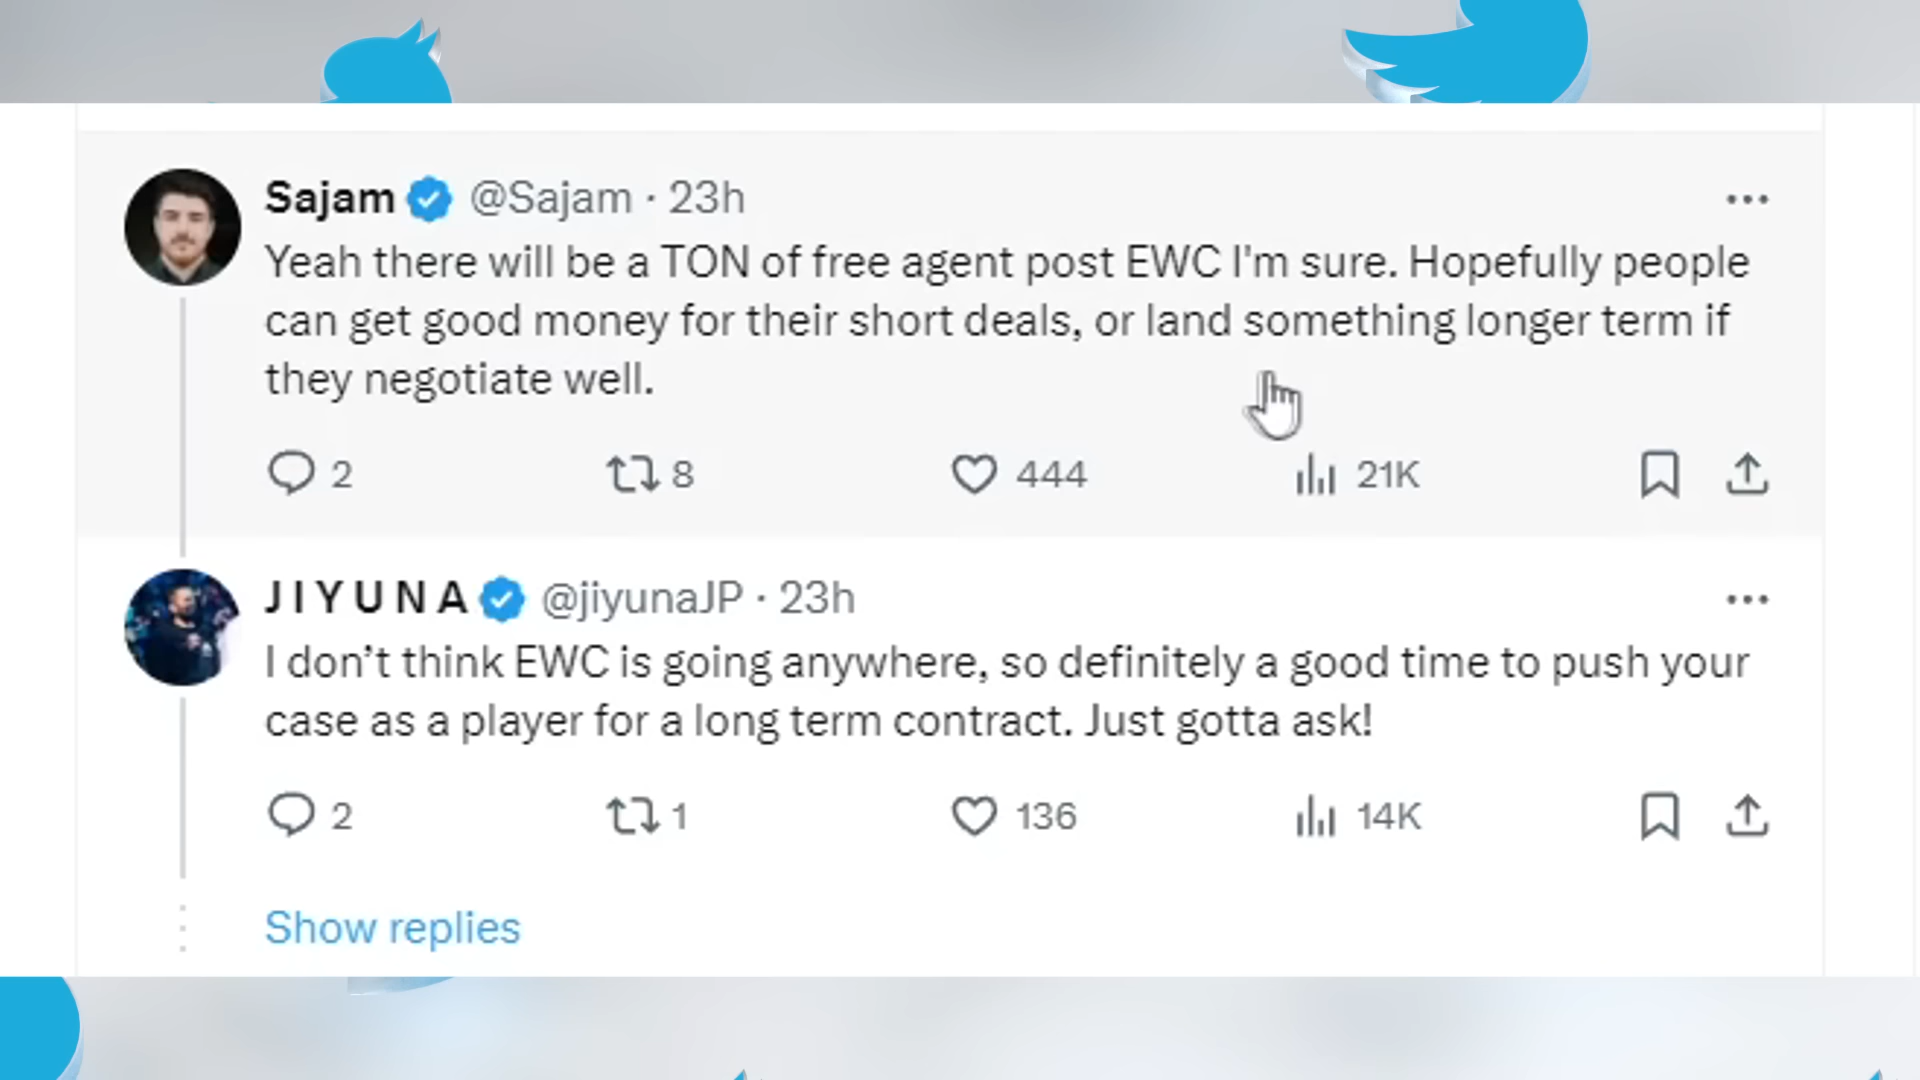 Sajam @Sajam · 23h
Yeah there will be a TON of free agent post EWC I'm sure. Hopefully people
can get good money for their short deals, or land something longer term if
they negotiate well.
2 8 444 21K
J I Y U N A @jiyunaJP · 23h
I don’t think EWC is going anywhere, so definitely a good time to push your
case as a player for a long term contract. Just gotta ask!
2 1 136 14K
Show replies